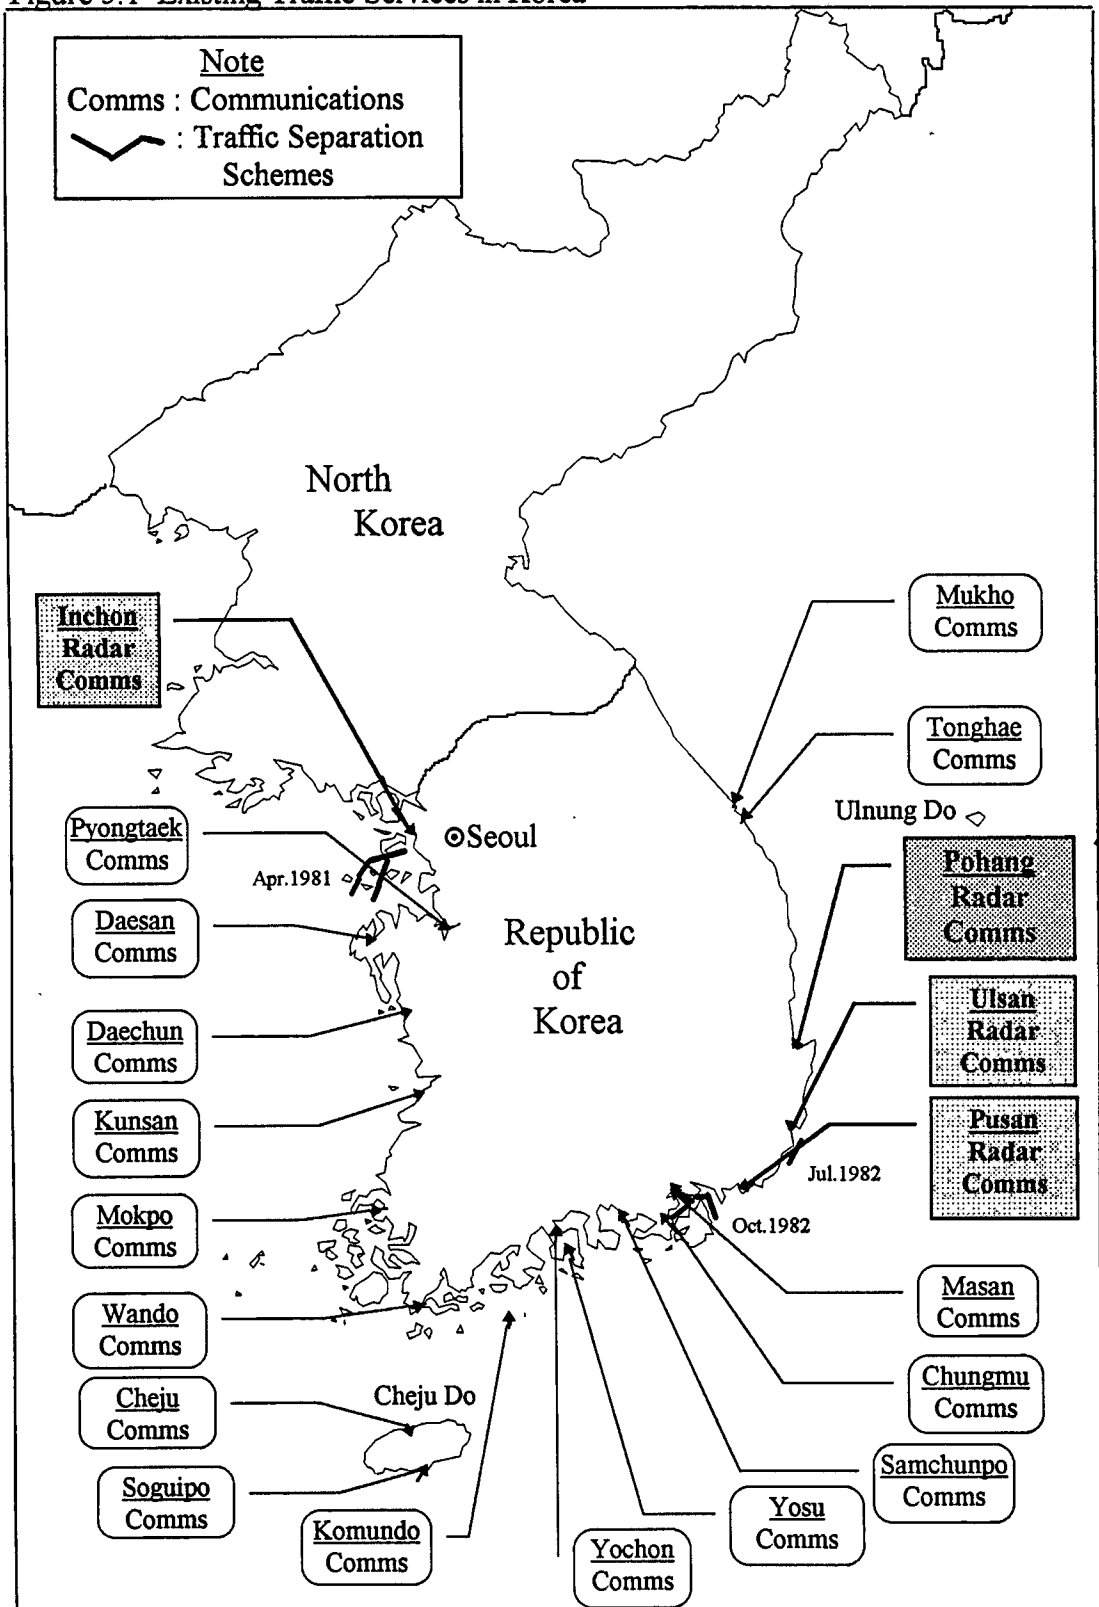 Figure 5.1 Existing Traffic Services in Korea
Note
Comms : Communications
: Traffic Separation
Schemes
North
Korea
Inchon
Radar
Comms
Mukho
Comms
Tonghae
Comms
Ulnung Do
Pyongtaek
Comms
Seoul
Apr.1981
Pohang
Radar
Comms
Daesan
Comms
Republic
of
Korea
Ulsan
Radar
Comms
Daechun
Comms
Kunsan
Comms
Pusan
Radar
Comms
Jul.1982
Oct.1982
Mokpo
Comms
Masan
Comms
Wando
Comms
Chungmu
Comms
Cheju
Comms
Cheju Do
Samchunpo
Comms
Soguipo
Comms
Yosu
Comms
Komundo
Comms
Yochon
Comms